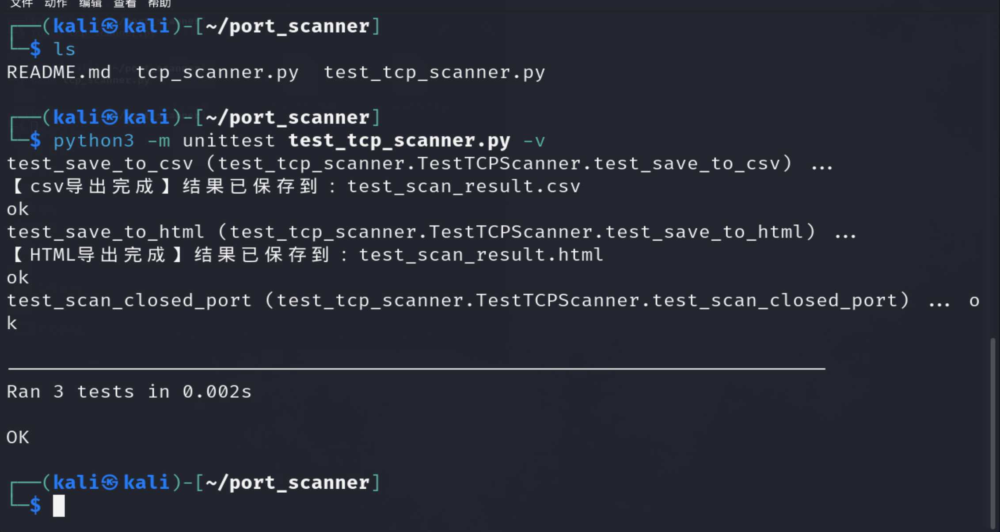 文件 动作 编辑 查看 帮助
┌──(kali㉿kali)-[~/port_scanner]
└─$ ls
README.md  tcp_scanner.py  test_tcp_scanner.py
┌──(kali㉿kali)-[~/port_scanner]
└─$ python3 -m unittest test_tcp_scanner.py -v
test_save_to_csv (test_tcp_scanner.TestTCPScanner.test_save_to_csv) ...
【csv导出完成】结果已保存到：test_scan_result.csv
ok
test_save_to_html (test_tcp_scanner.TestTCPScanner.test_save_to_html) ...
【HTML导出完成】结果已保存到：test_scan_result.html
ok
test_scan_closed_port (test_tcp_scanner.TestTCPScanner.test_scan_closed_port) ... o
k
Ran 3 tests in 0.002s
OK
┌──(kali㉿kali)-[~/port_scanner]
└─$